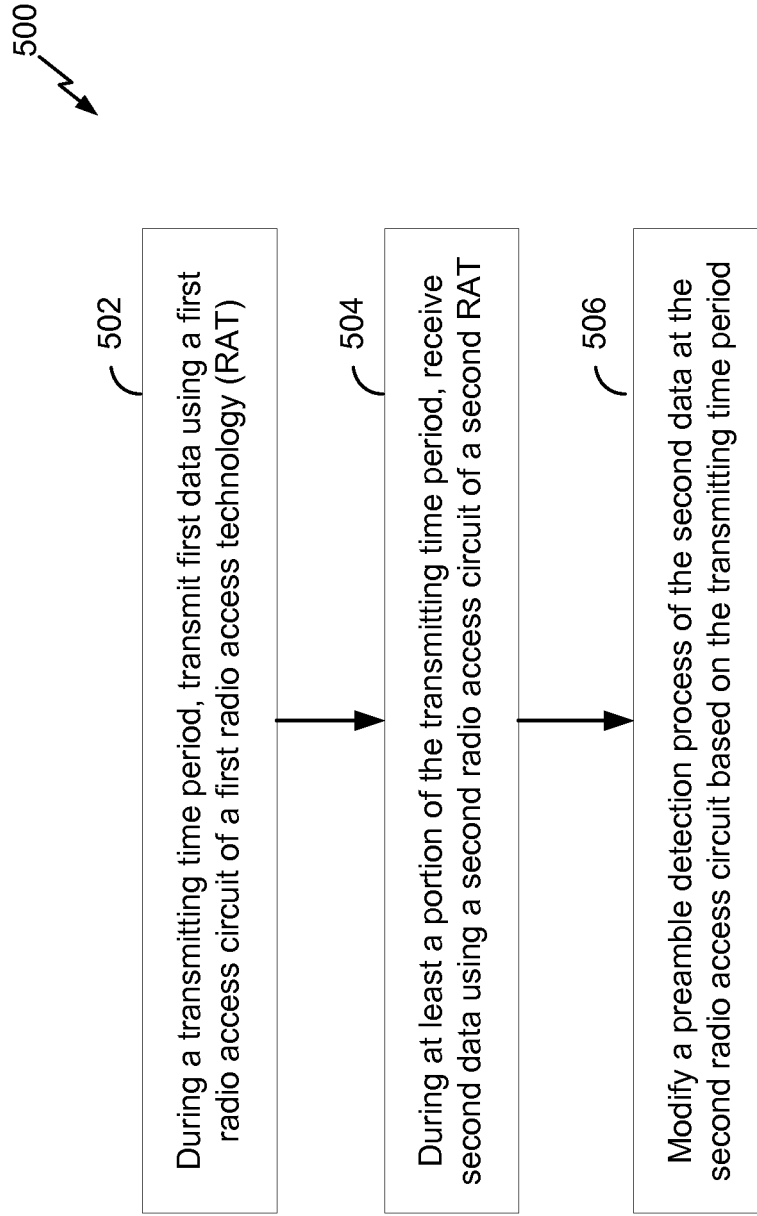 500
502
During a transmitting time period, transmit first data using a first
radio access circuit of a first radio access technology (RAT)
504
During at least a portion of the transmitting time period, receive
second data using a second radio access circuit of a second RAT
506
Modify a preamble detection process of the second data at the
second radio access circuit based on the transmitting time period